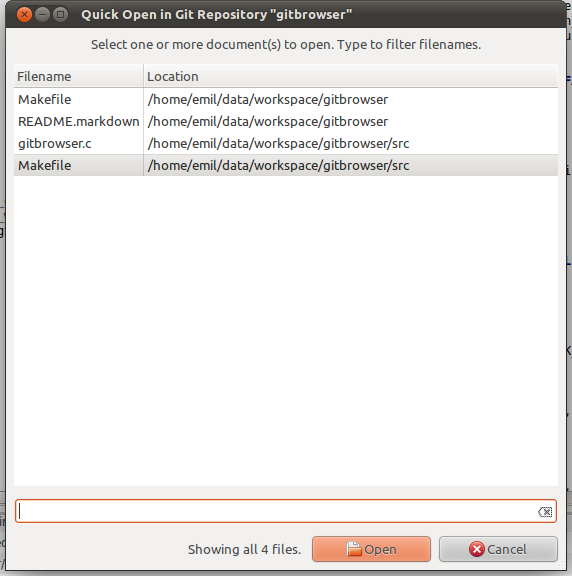 Quick Open in Git Repository "gitbrowser"
Select one or more document(s) to open. Type to filter filenames.
Filename Location
Makefile /home/emil/data/workspace/gitbrowser
README.markdown /home/emil/data/workspace/gitbrowser
gitbrowser.c /home/emil/data/workspace/gitbrowser/src
Makefile /home/emil/data/workspace/gitbrowser/src
Showing all 4 files. Open Cancel